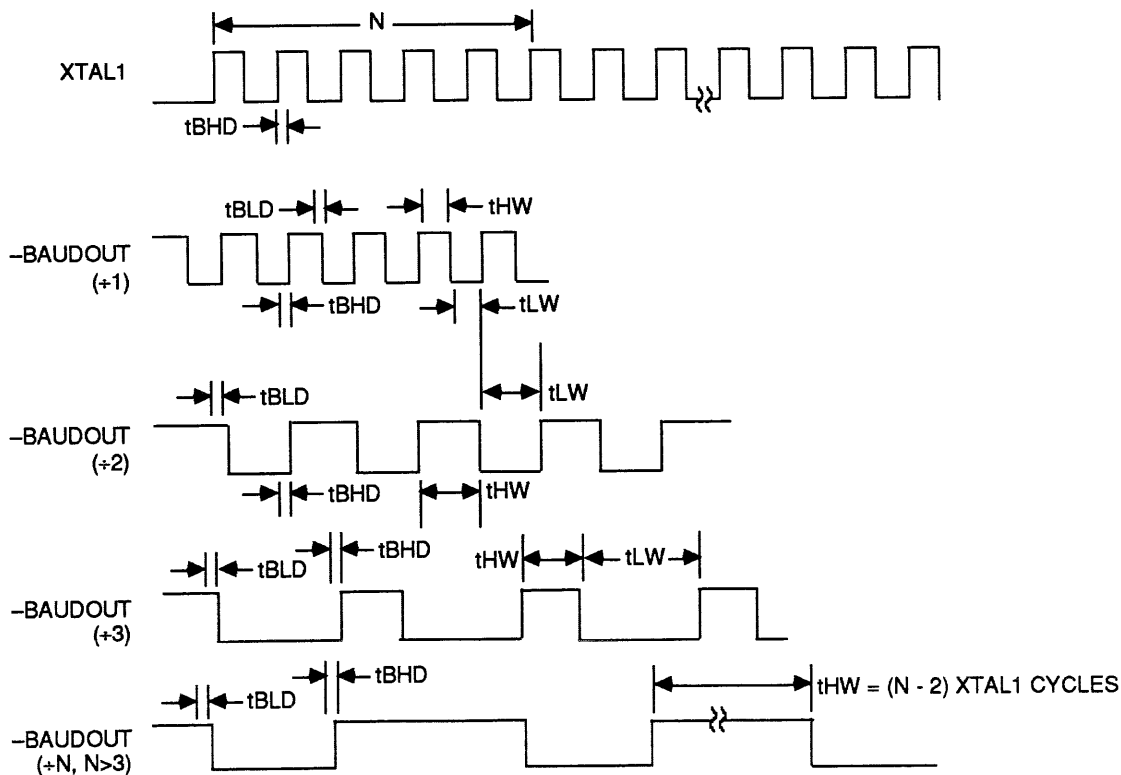 N
XTAL1
tBHD
tBLD
tHW
–BAUDOUT
(÷1)
tBHD
tLW
tBLD
tLW
–BAUDOUT
(÷2)
tBHD
tHW
tBHD
tBLD
tHW
tLW
–BAUDOUT
(÷3)
tBHD
tBLD
tHW = (N - 2) XTAL1 CYCLES
–BAUDOUT
(÷N, N>3)